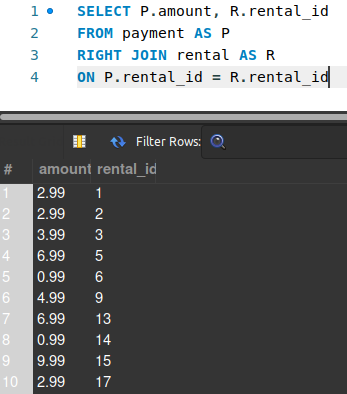 1 SELECT P.amount, R.rental_id
2 FROM payment AS P
3 RIGHT JOIN rental AS R
4 ON P.rental_id = R.rental_id
Filter Rows:
# amount rental_id
1 2.99 1
2 2.99 2
3 3.99 3
4 6.99 5
5 0.99 6
6 4.99 9
7 6.99 13
8 0.99 14
9 9.99 15
10 2.99 17